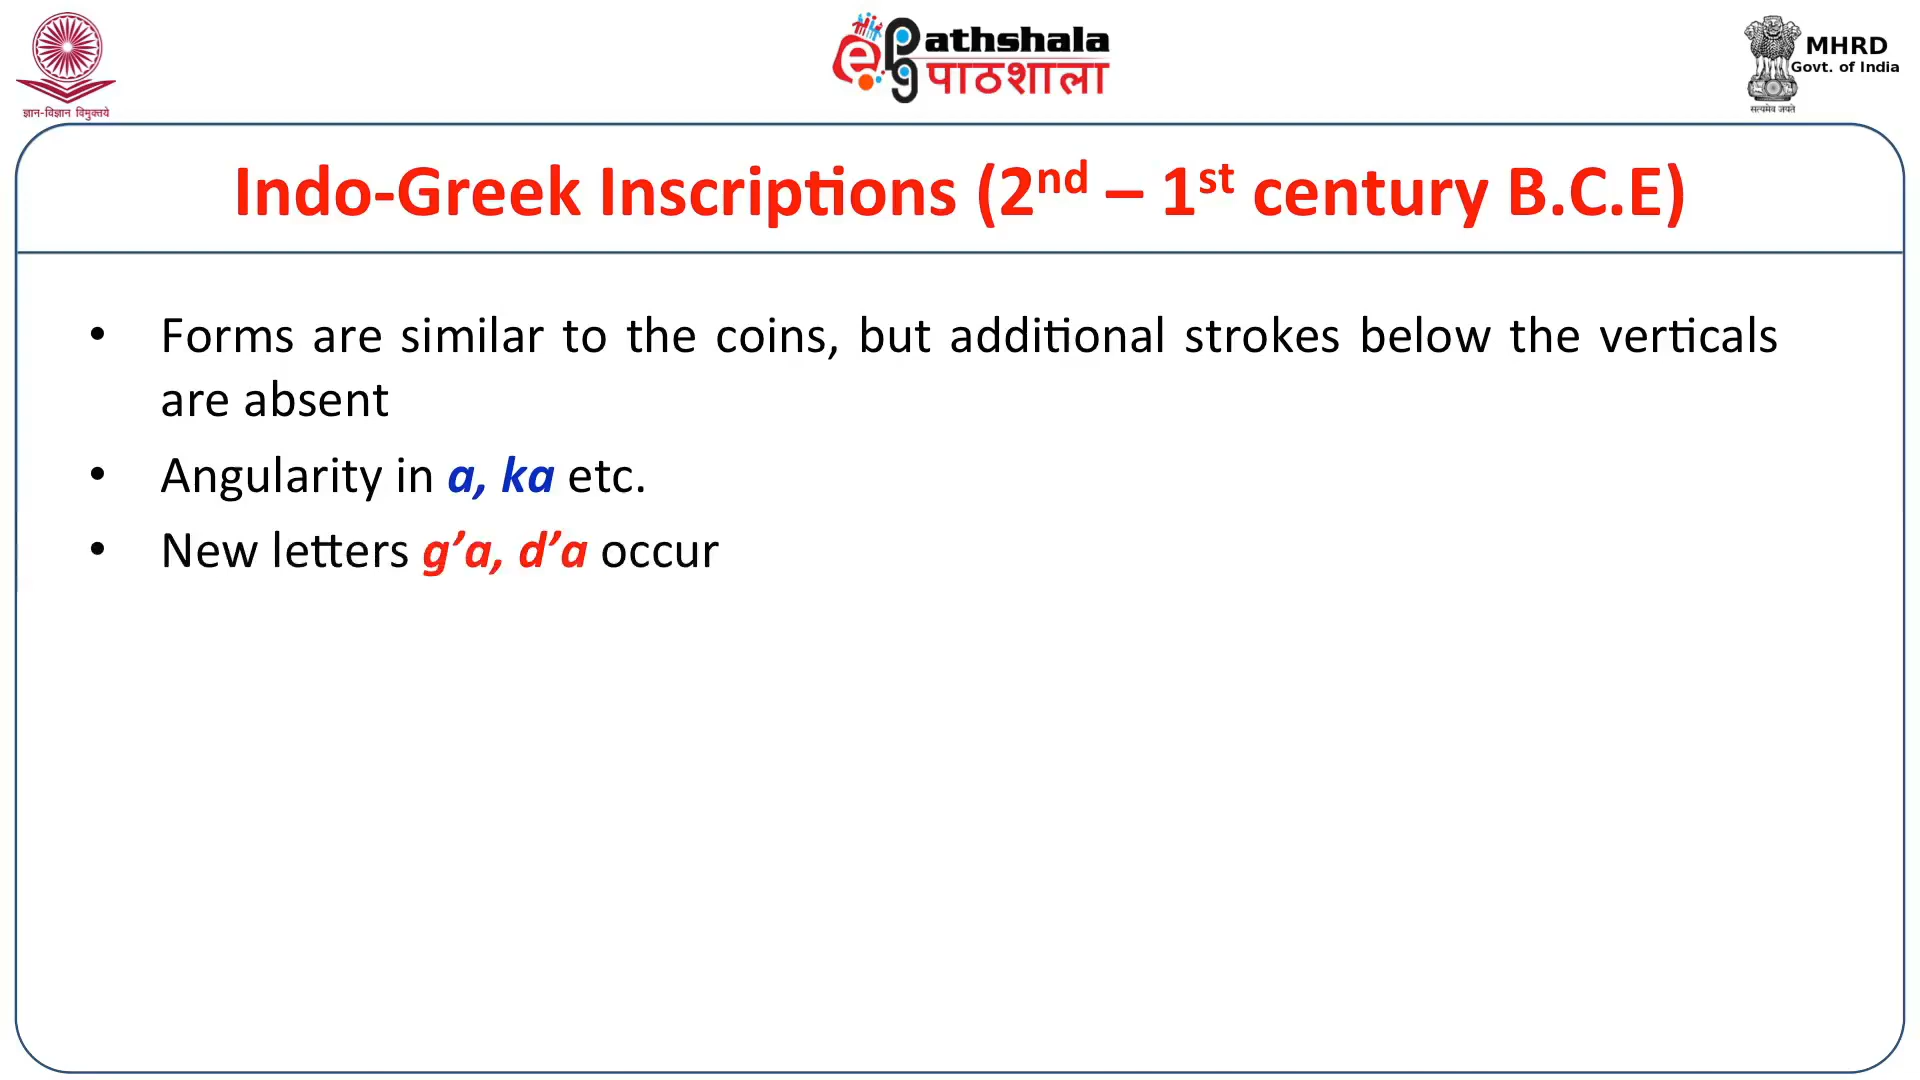 ज्ञान-विज्ञान विमुक्तये
ePathshala
पाठशाला
MHRD
Govt. of India
सत्यमेव जयते
Indo-Greek Inscriptions (2nd – 1st century B.C.E)
• Forms are similar to the coins, but additional strokes below the verticals
are absent
• Angularity in a, ka etc.
• New letters g’a, d’a occur